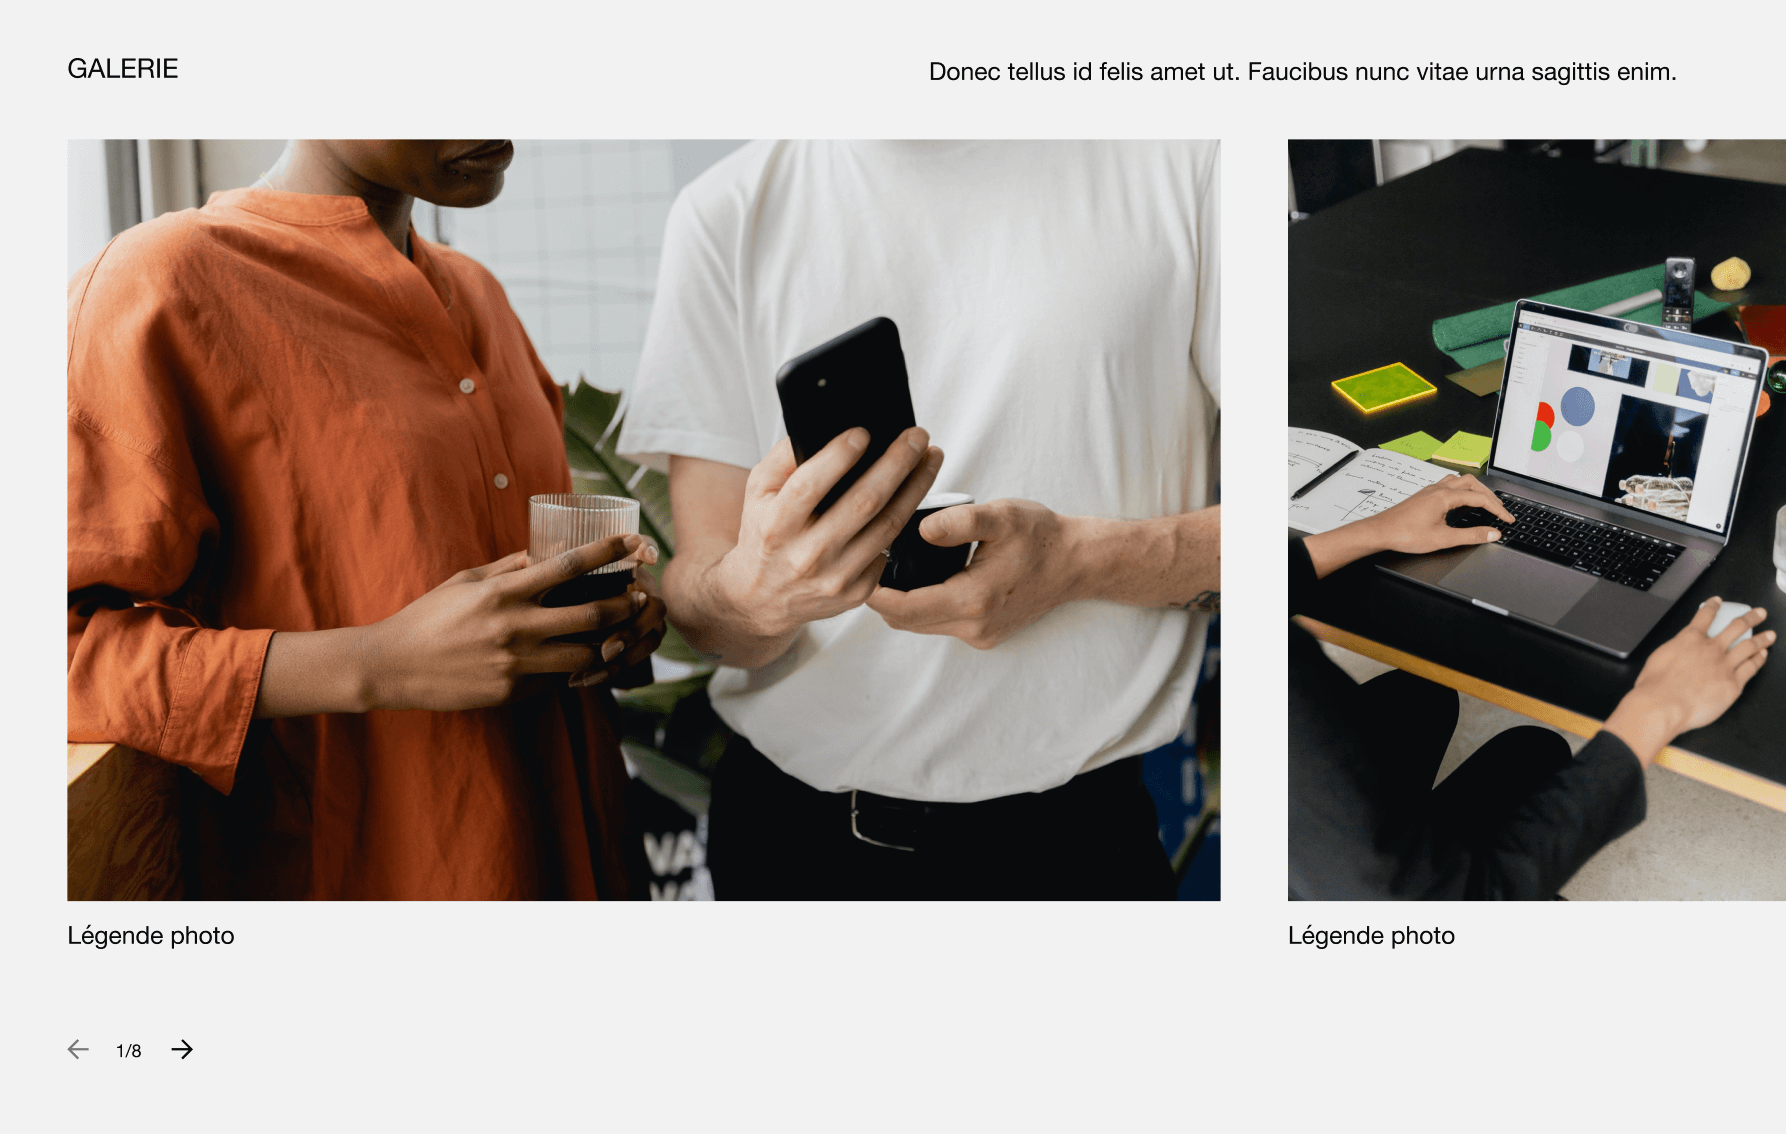 GALERIE
Donec tellus id felis amet ut. Faucibus nunc vitae urna sagittis enim.
VA
Légende photo
Légende photo
1/8